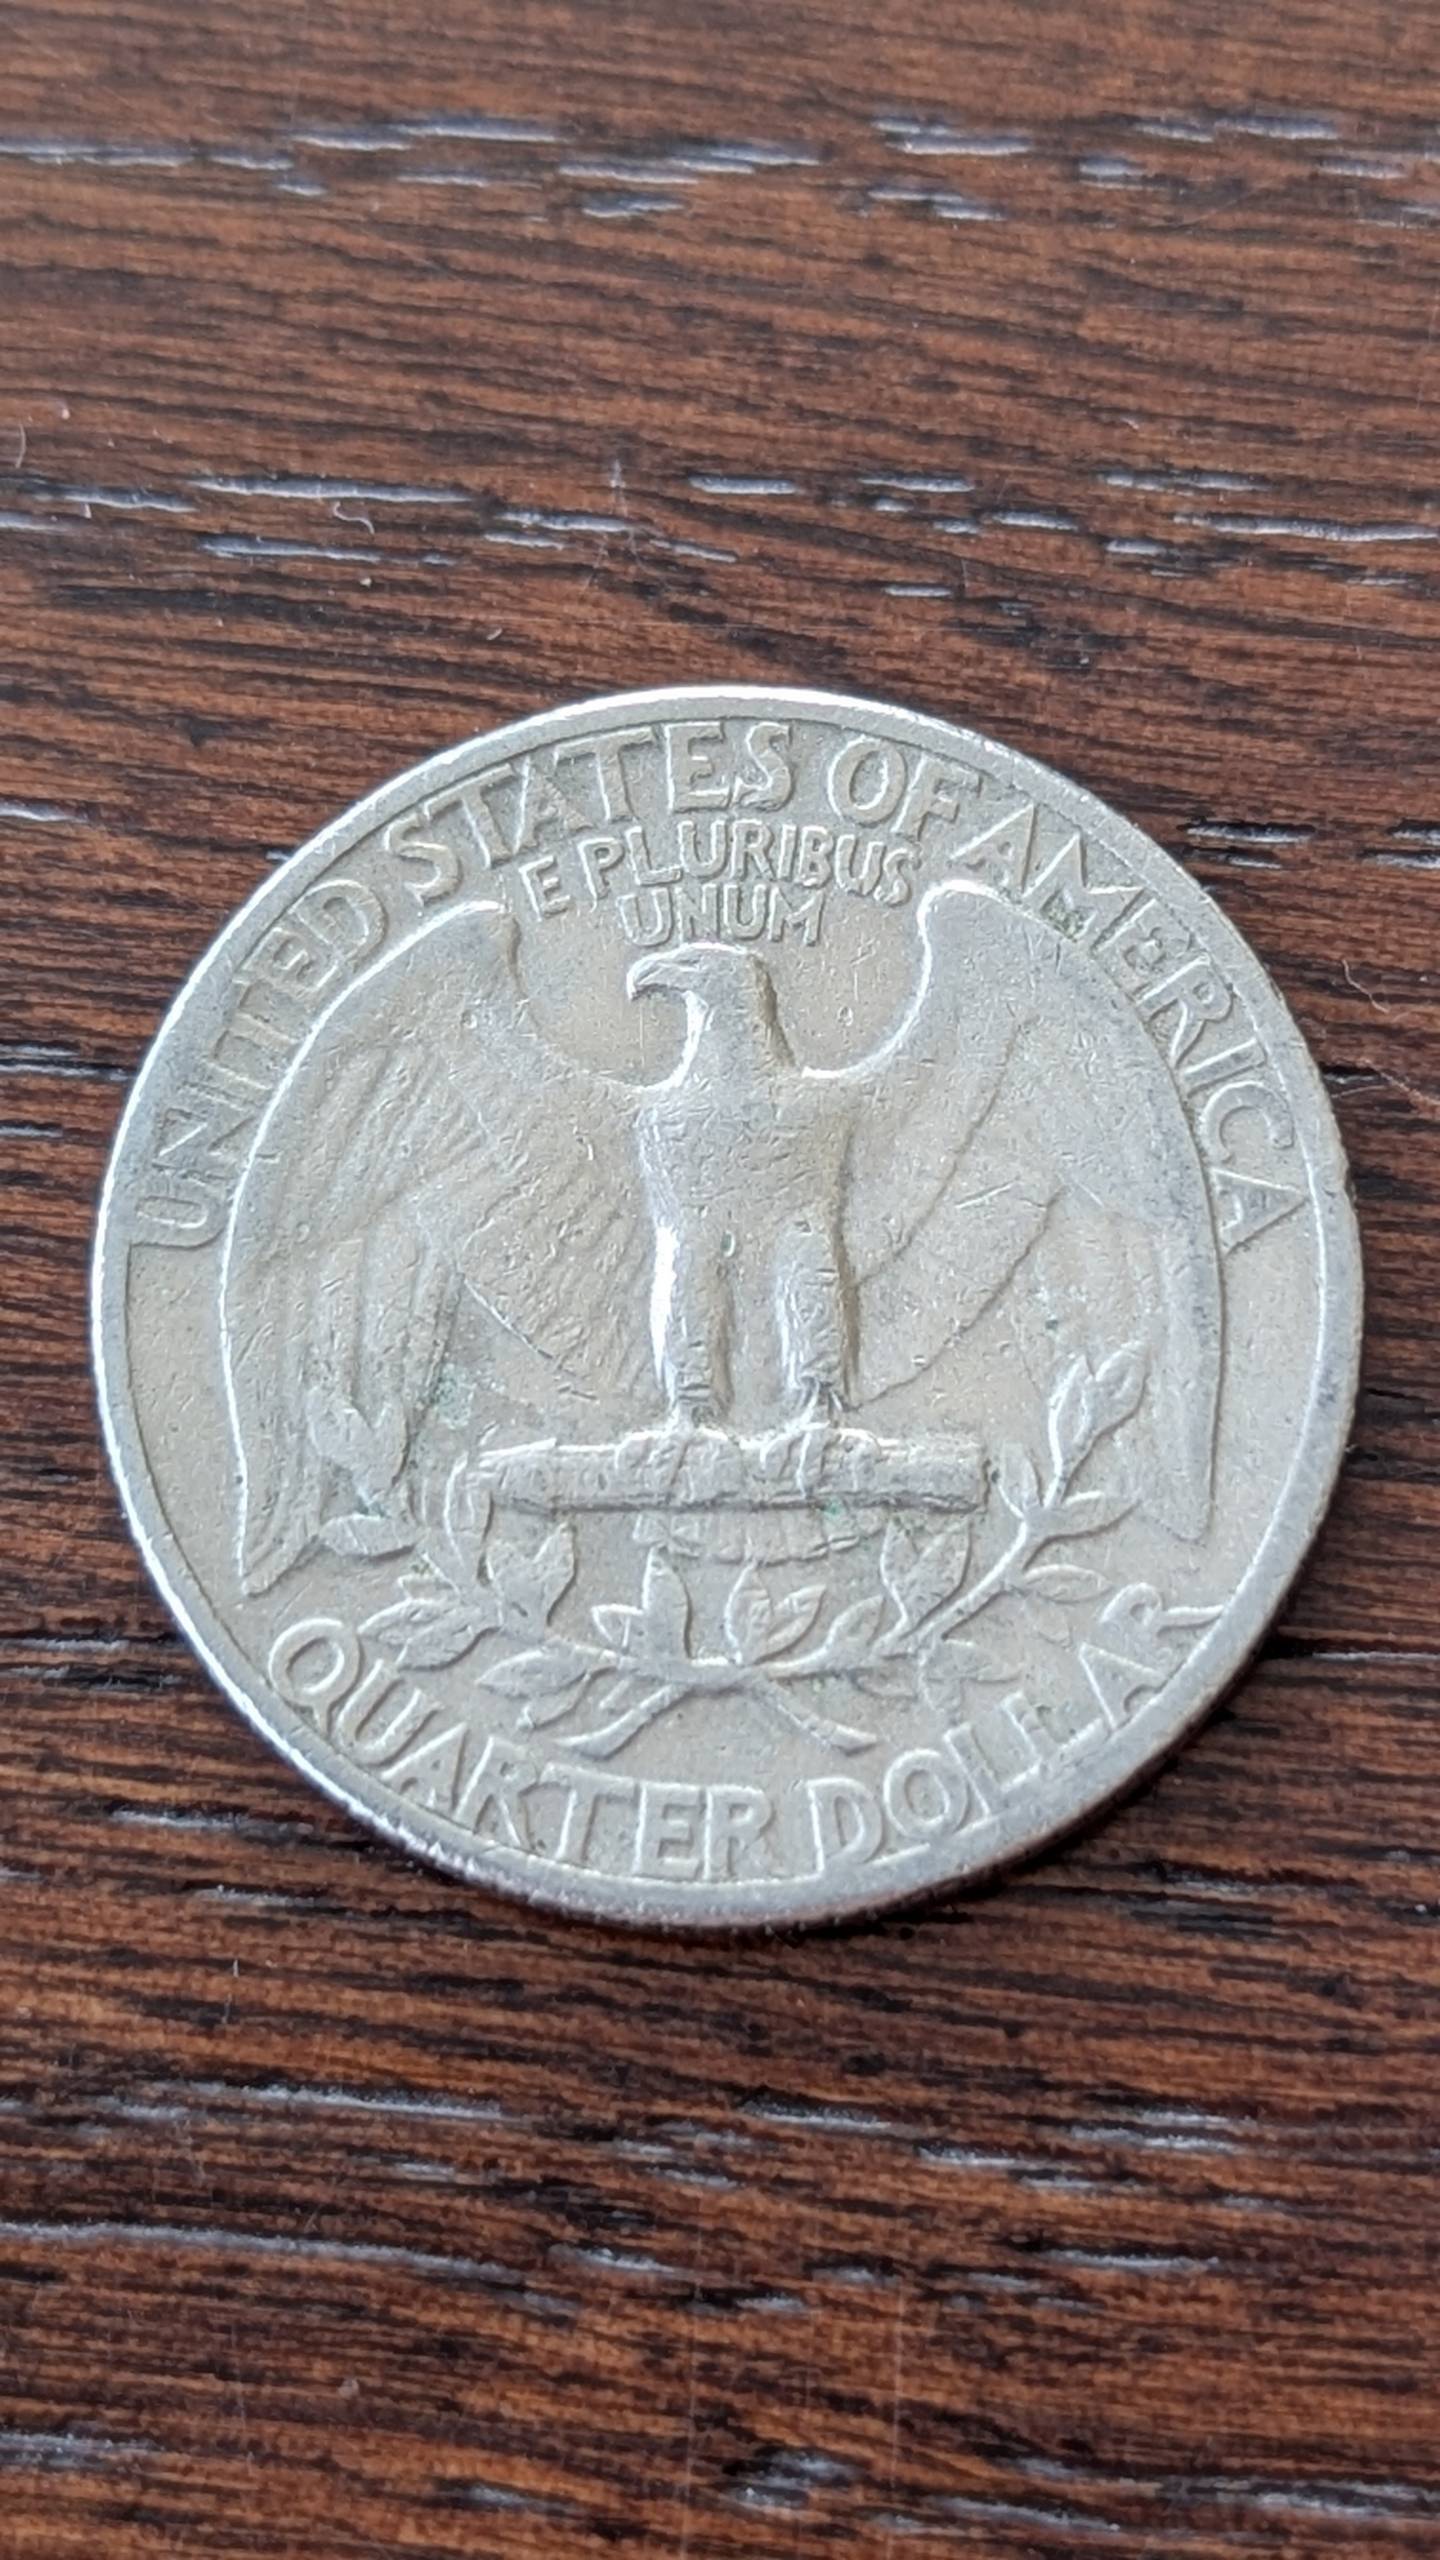 UNITED STATES OF AMERICA
E PLURIBUS
UNUM
QUARTER DOLLAR